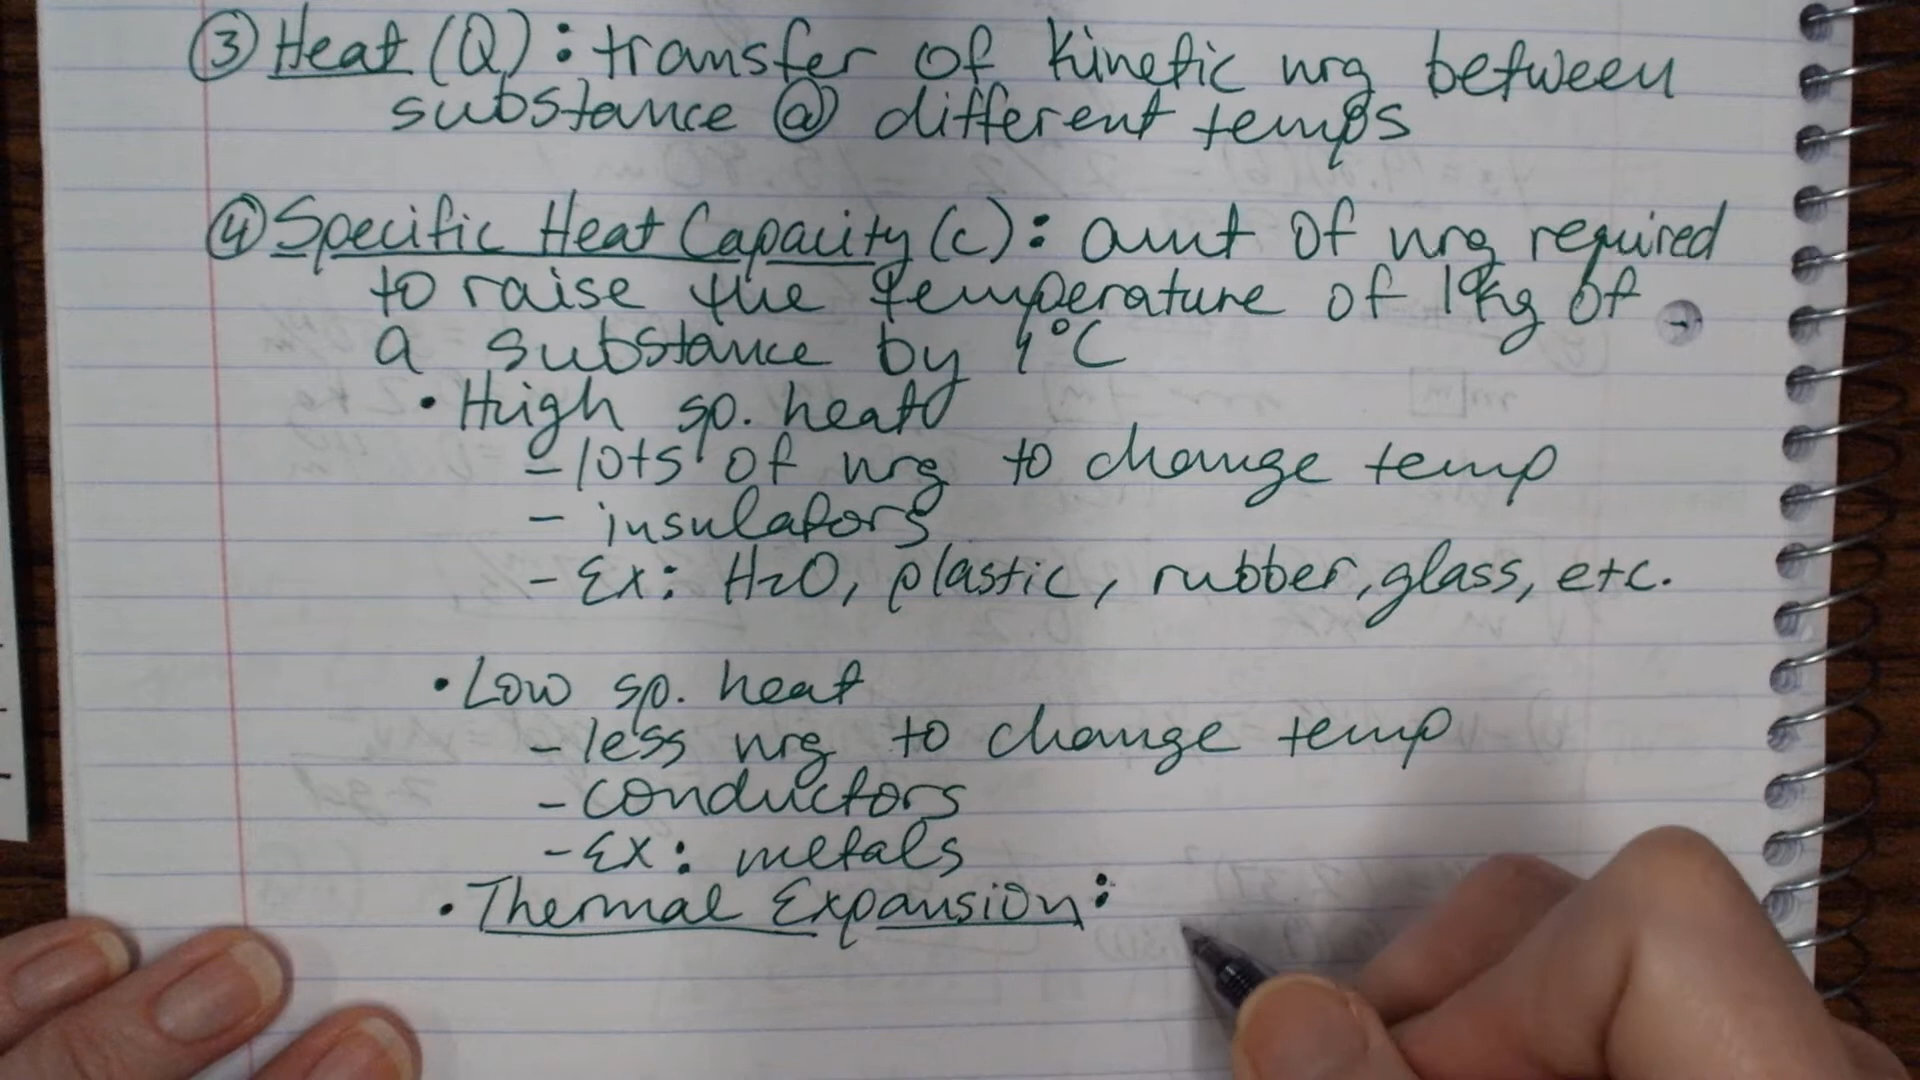 ③ Heat (Q): transfer of kinetic nrg between
substance @ different temps
④ Specific Heat Capacity (c): amt of nrg required
to raise the temperature of 1kg of
a substance by 1°C
• High sp. heat
- lots of nrg to change temp
- insulators
- Ex: H2O, plastic, rubber, glass, etc.
• Low sp. heat
- less nrg to change temp
- conductors
- Ex: metals
• Thermal Expansion: